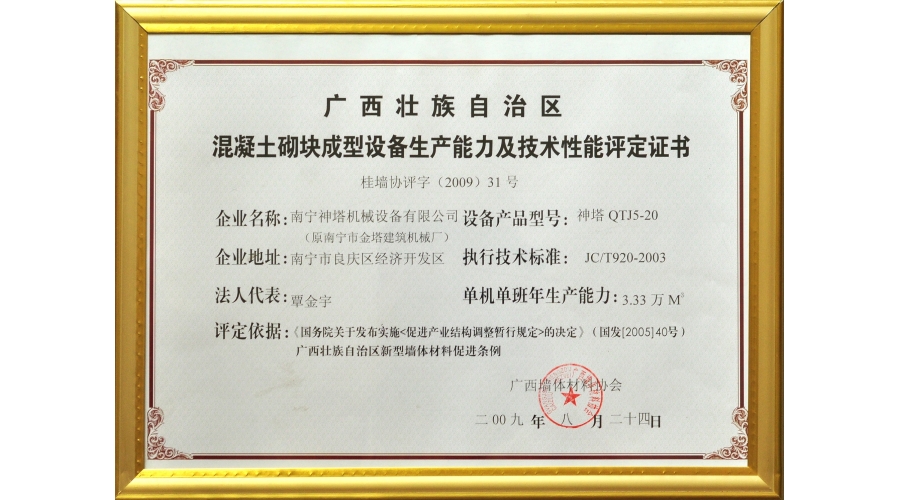 广西壮族自治区
混凝土砌块成型设备生产能力及技术性能评定证书
桂墙协评字（2009）31号
企业名称：南宁神塔机械设备有限公司 设备产品型号：神塔 QTJ5-20
（原南宁市金塔建筑机械厂）
企业地址：南宁市良庆区经济开发区 执行技术标准： JC/T920-2003
法人代表：覃金宇 单机单班年生产能力：3.33 万 M³
评定依据：《国务院关于发布实施<促进产业结构调整暂行规定>的决定》（国发[2005]40号）
广西壮族自治区新型墙体材料促进条例
广西墙体材料协会
二00九 年 八 月 二十四日